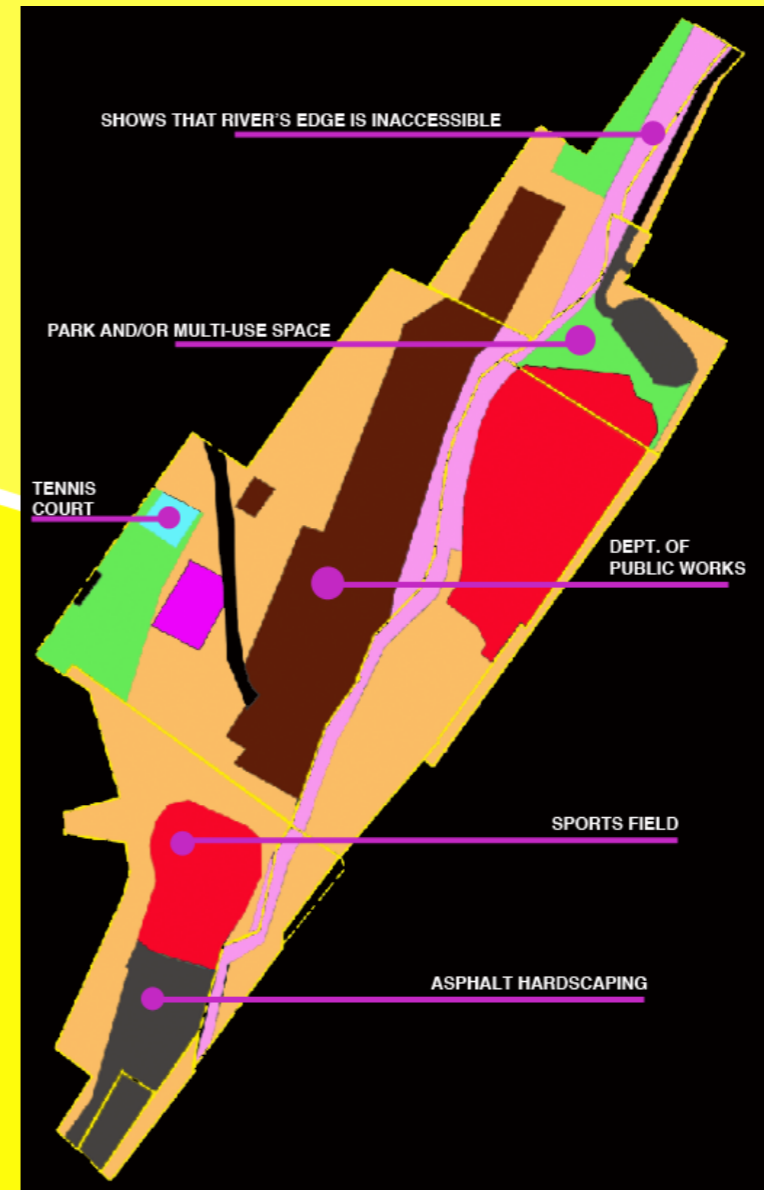 SHOWS THAT RIVER'S EDGE IS INACCESSIBLE
PARK AND/OR MULTI-USE SPACE
TENNIS
COURT
DEPT. OF
PUBLIC WORKS
SPORTS FIELD
ASPHALT HARDSCAPING